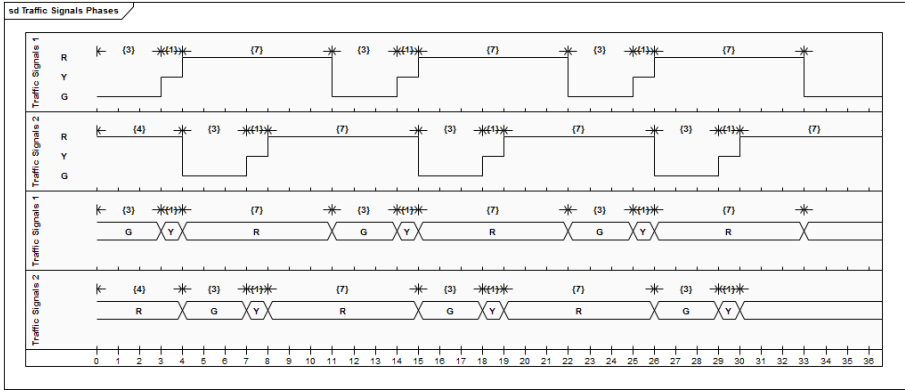 sd Traffic Signals Phases
Traffic Signals 1
{3} {1} {7} {3} {1} {7} {3} {1} {7}
R
Y
G
Traffic Signals 2
{4} {3} {1} {7} {3} {1} {7} {3} {1} {7}
R
Y
G
Traffic Signals 1
{3} {1} {7} {3} {1} {7} {3} {1} {7}
G Y R G Y R G Y R
Traffic Signals 2
{4} {3} {1} {7} {3} {1} {7} {3} {1}
R G Y R G Y R G Y
0 1 2 3 4 5 6 7 8 9 10 11 12 13 14 15 16 17 18 19 20 21 22 23 24 25 26 27 28 29 30 31 32 33 34 35 36